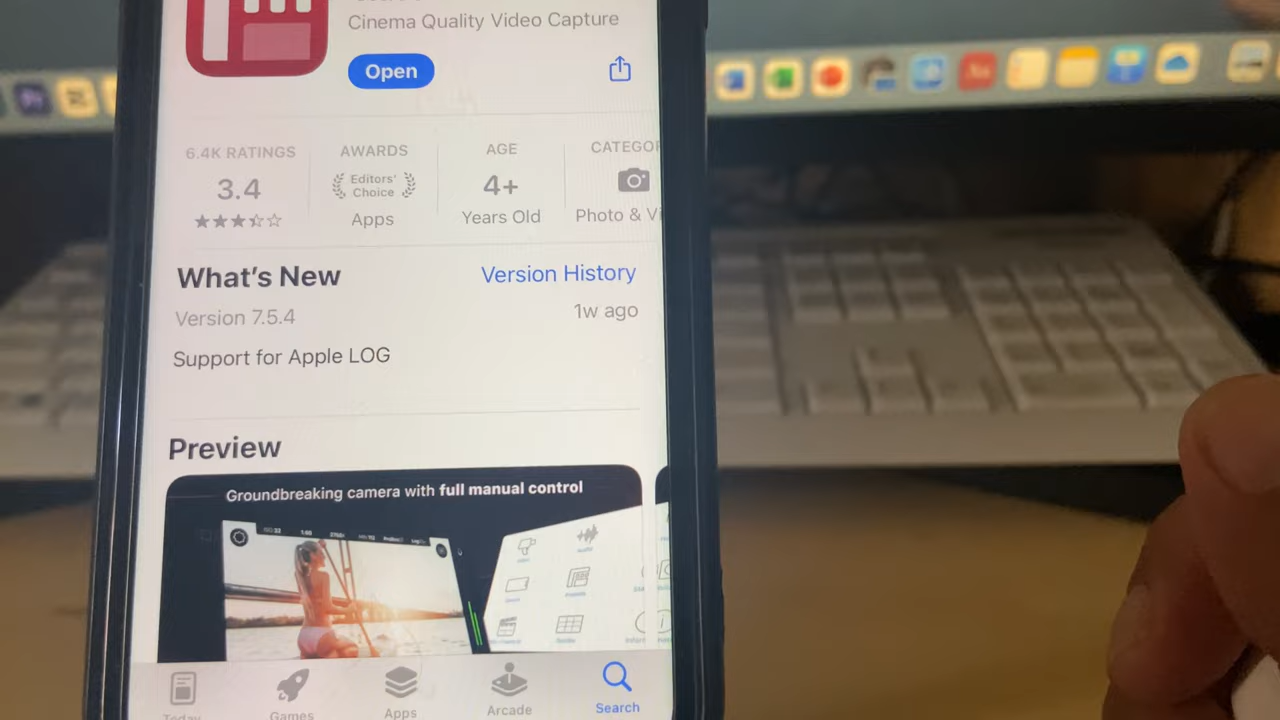 Cinema Quality Video Capture
Open
6.4K RATINGS
3.4
AWARDS
Editors'
Choice
Apps
AGE
4+
Years Old
CATEGOR
Photo & Vi
What's New
Version History
Version 7.5.4
1w ago
Support for Apple LOG
Preview
Groundbreaking camera with full manual control
Today
Games
Apps
Arcade
Search